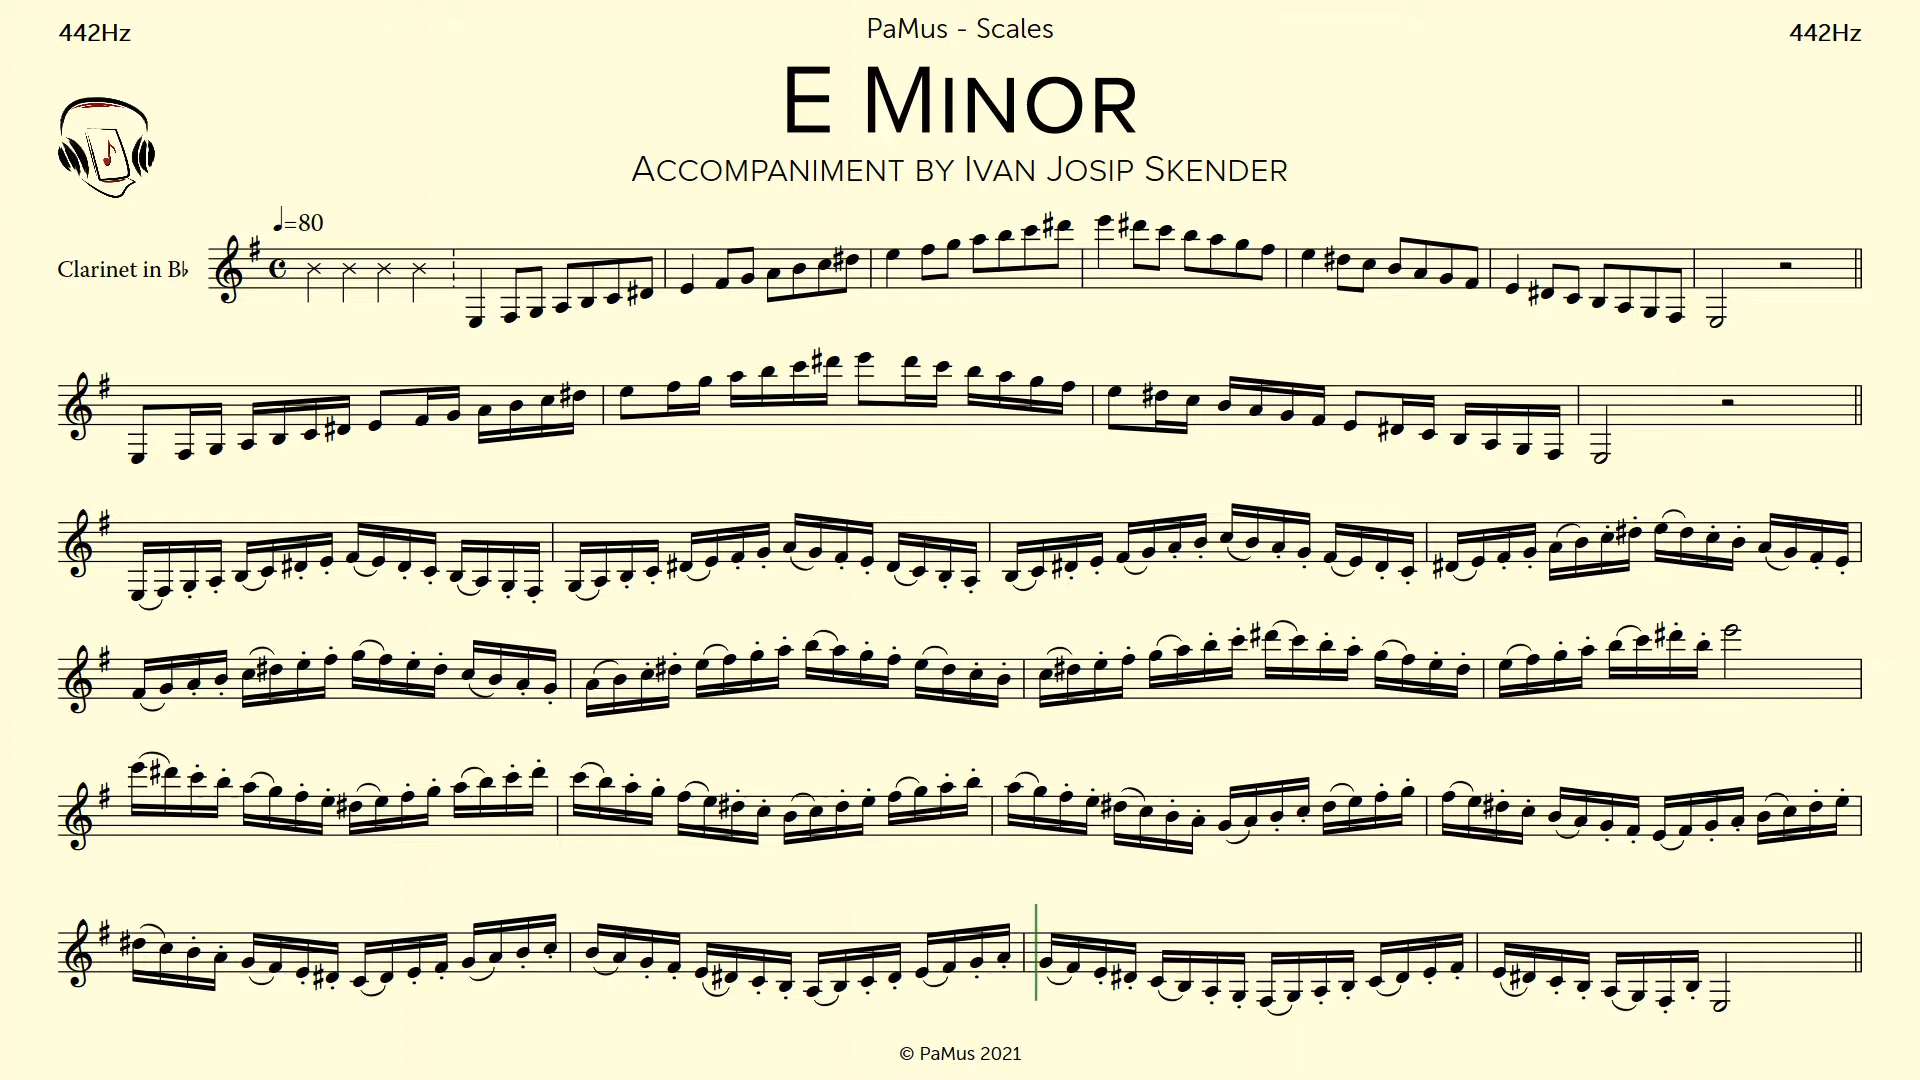 442Hz
PaMus - Scales
442Hz
E Minor
Accompaniment by Ivan Josip Skender
♩=80
Clarinet in B♭
© PaMus 2021